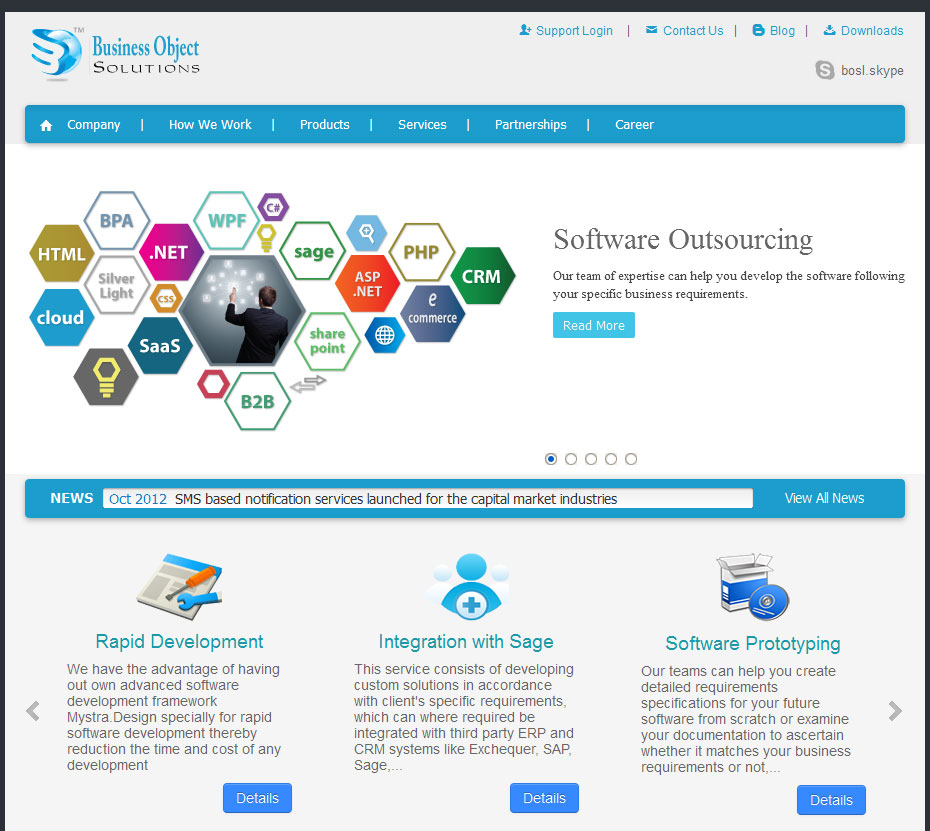 Business Object
SOLUTIONS
TM
Support Login | Contact Us | Blog | Downloads
bosl.skype
Company | How We Work | Products | Services | Partnerships | Career
BPA
WPF
C#
HTML
.NET
sage
PHP
Silver
Light
CSS
ASP
.NET
CRM
cloud
e
commerce
SaaS
share
point
B2B
Software Outsourcing
Our team of expertise can help you develop the software following
your specific business requirements.
Read More
NEWS Oct 2012 SMS based notification services launched for the capital market industries View All News
Rapid Development
We have the advantage of having
out own advanced software
development framework
Mystra.Design specially for rapid
software development thereby
reduction the time and cost of any
development
Details
Integration with Sage
This service consists of developing
custom solutions in accordance
with client's specific requirements,
which can where required be
integrated with third party ERP and
CRM systems like Exchequer, SAP,
Sage,...
Details
Software Prototyping
Our teams can help you create
detailed requirements
specifications for your future
software from scratch or examine
your documentation to ascertain
whether it matches your business
requirements or not,...
Details